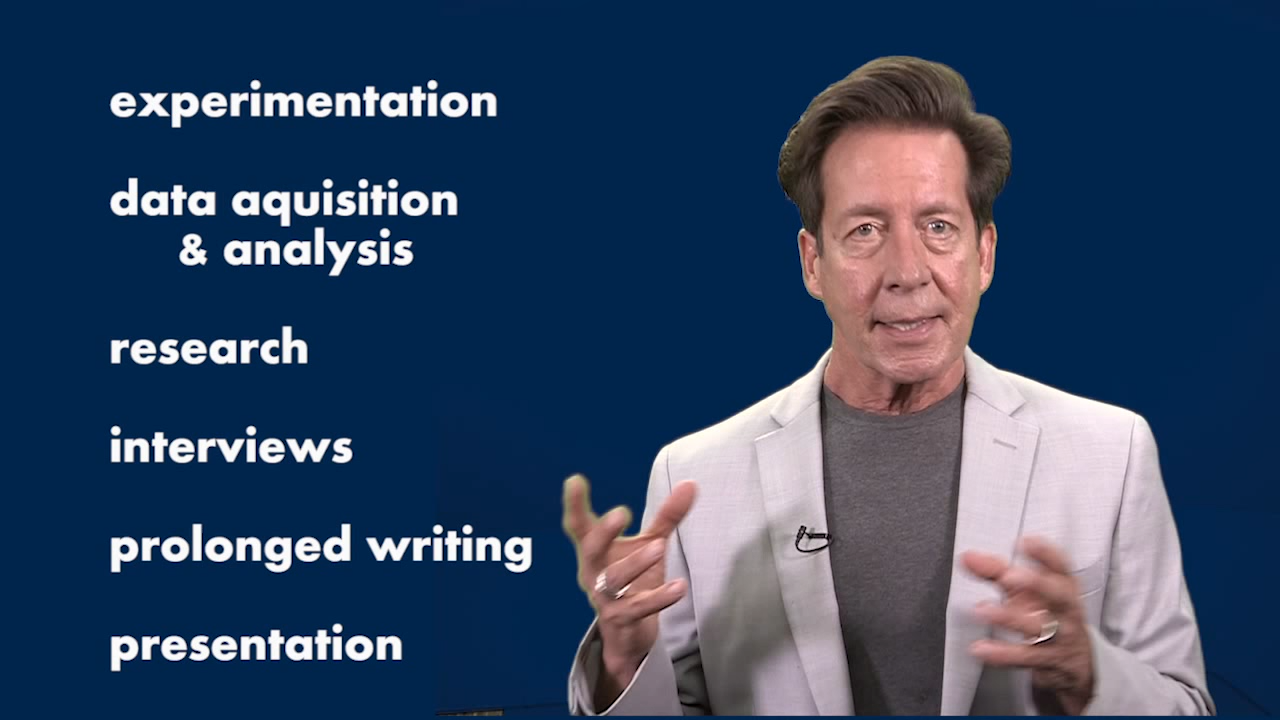 experimentation
data aquisition
& analysis
research
interviews
prolonged writing
presentation